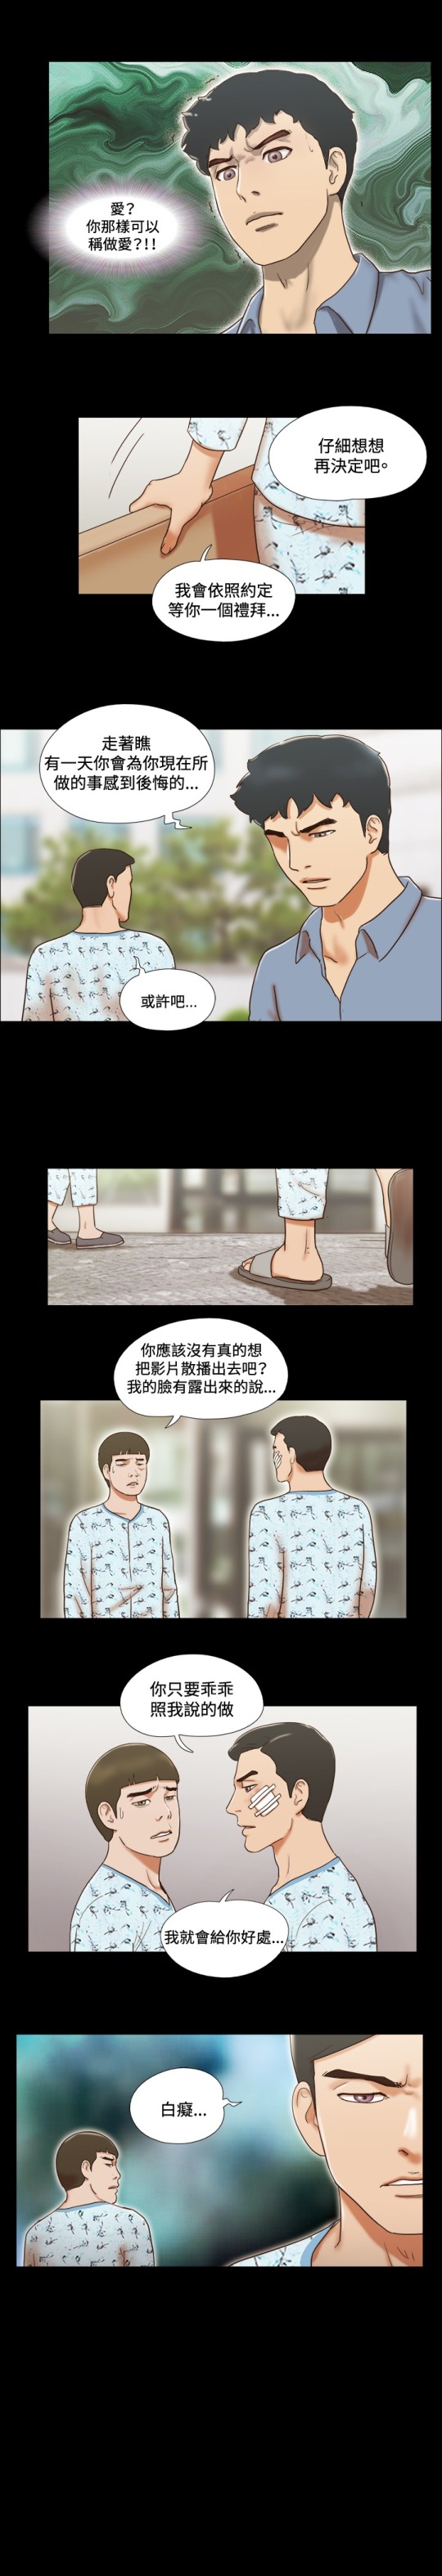 愛?
你那樣可以
稱做愛?!!
仔細想想
再決定吧。
我會依照約定
等你一個禮拜...
走著瞧
有一天你會為你現在所
做的事感到後悔的...
或許吧...
你應該沒有真的想
把影片散播出去吧?
我的臉有露出來的說...
你只要乖乖
照我說的做
我就會給你好處...
白癡...